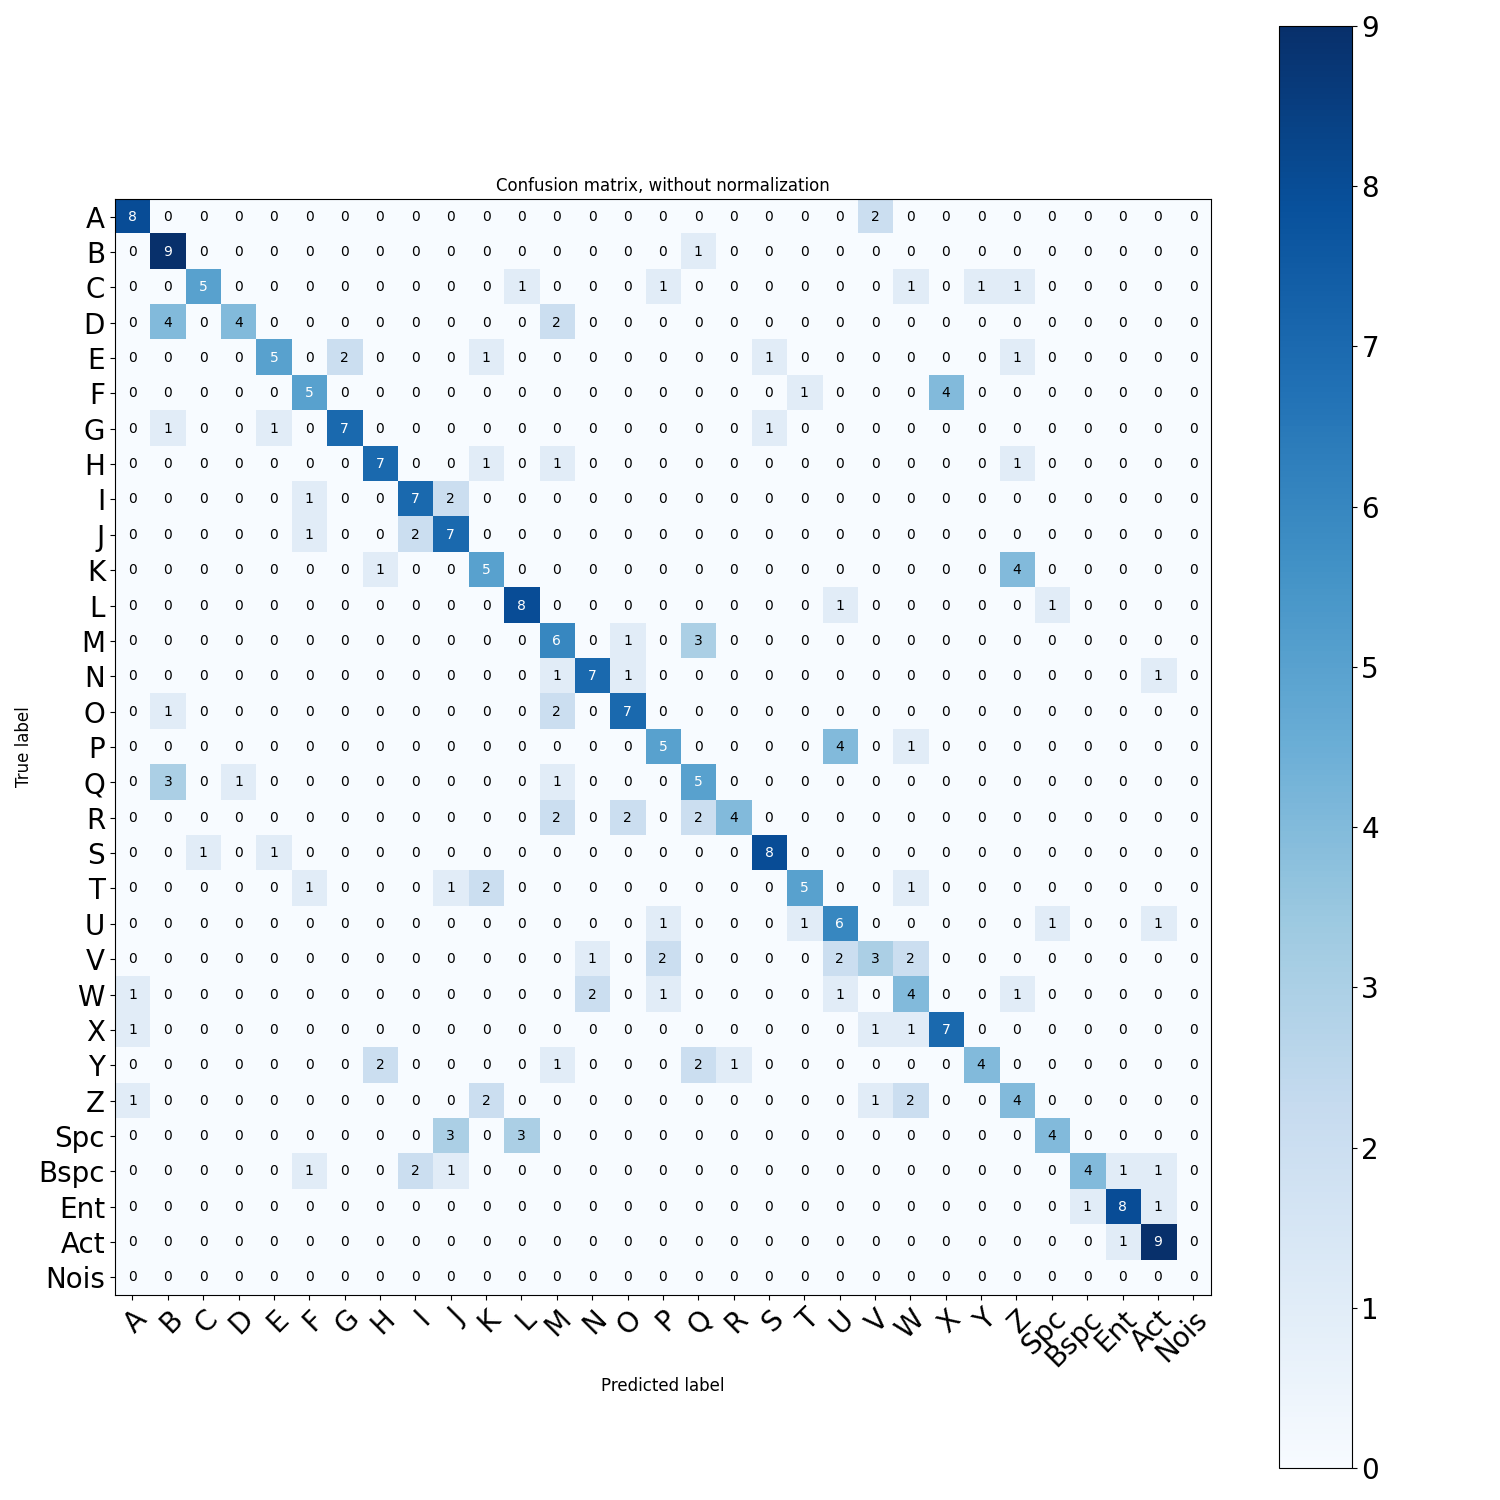 Confusion matrix, without normalization
A 8 0 0 0 0 0 0 0 0 0 0 0 0 0 0 0 0 0 0 0 0 2 0 0 0 0 0 0 0 0 0
B 0 9 0 0 0 0 0 0 0 0 0 0 0 0 0 0 1 0 0 0 0 0 0 0 0 0 0 0 0 0 0
C 0 0 5 0 0 0 0 0 0 0 0 1 0 0 0 1 0 0 0 0 0 0 1 0 1 1 0 0 0 0 0
D 0 4 0 4 0 0 0 0 0 0 0 0 2 0 0 0 0 0 0 0 0 0 0 0 0 0 0 0 0 0 0
E 0 0 0 0 5 0 2 0 0 0 1 0 0 0 0 0 0 0 1 0 0 0 0 0 0 1 0 0 0 0 0
F 0 0 0 0 0 5 0 0 0 0 0 0 0 0 0 0 0 0 0 1 0 0 0 4 0 0 0 0 0 0 0
G 0 1 0 0 1 0 7 0 0 0 0 0 0 0 0 0 0 0 1 0 0 0 0 0 0 0 0 0 0 0 0
H 0 0 0 0 0 0 0 7 0 0 1 0 1 0 0 0 0 0 0 0 0 0 0 0 0 1 0 0 0 0 0
I 0 0 0 0 0 1 0 0 7 2 0 0 0 0 0 0 0 0 0 0 0 0 0 0 0 0 0 0 0 0 0
J 0 0 0 0 0 1 0 0 2 7 0 0 0 0 0 0 0 0 0 0 0 0 0 0 0 0 0 0 0 0 0
K 0 0 0 0 0 0 0 1 0 0 5 0 0 0 0 0 0 0 0 0 0 0 0 0 0 4 0 0 0 0 0
L 0 0 0 0 0 0 0 0 0 0 0 8 0 0 0 0 0 0 0 0 1 0 0 0 0 0 1 0 0 0 0
M 0 0 0 0 0 0 0 0 0 0 0 0 6 0 1 0 3 0 0 0 0 0 0 0 0 0 0 0 0 0 0
N 0 0 0 0 0 0 0 0 0 0 0 0 1 7 1 0 0 0 0 0 0 0 0 0 0 0 0 0 0 1 0
O 0 1 0 0 0 0 0 0 0 0 0 0 2 0 7 0 0 0 0 0 0 0 0 0 0 0 0 0 0 0 0
P 0 0 0 0 0 0 0 0 0 0 0 0 0 0 0 5 0 0 0 0 4 0 1 0 0 0 0 0 0 0 0
Q 0 3 0 1 0 0 0 0 0 0 0 0 1 0 0 0 5 0 0 0 0 0 0 0 0 0 0 0 0 0 0
R 0 0 0 0 0 0 0 0 0 0 0 0 2 0 2 0 2 4 0 0 0 0 0 0 0 0 0 0 0 0 0
S 0 0 1 0 1 0 0 0 0 0 0 0 0 0 0 0 0 0 8 0 0 0 0 0 0 0 0 0 0 0 0
T 0 0 0 0 0 1 0 0 0 1 2 0 0 0 0 0 0 0 0 5 0 0 1 0 0 0 0 0 0 0 0
U 0 0 0 0 0 0 0 0 0 0 0 0 0 0 0 1 0 0 0 1 6 0 0 0 0 0 1 0 0 1 0
V 0 0 0 0 0 0 0 0 0 0 0 0 0 1 0 2 0 0 0 0 2 3 2 0 0 0 0 0 0 0 0
W 1 0 0 0 0 0 0 0 0 0 0 0 0 2 0 1 0 0 0 0 1 0 4 0 0 1 0 0 0 0 0
X 1 0 0 0 0 0 0 0 0 0 0 0 0 0 0 0 0 0 0 0 0 1 1 7 0 0 0 0 0 0 0
Y 0 0 0 0 0 0 0 2 0 0 0 0 1 0 0 0 2 1 0 0 0 0 0 0 4 0 0 0 0 0 0
Z 1 0 0 0 0 0 0 0 0 0 2 0 0 0 0 0 0 0 0 0 0 1 2 0 0 4 0 0 0 0 0
Spc 0 0 0 0 0 0 0 0 0 3 0 3 0 0 0 0 0 0 0 0 0 0 0 0 0 0 4 0 0 0 0
Bspc 0 0 0 0 0 1 0 0 2 1 0 0 0 0 0 0 0 0 0 0 0 0 0 0 0 0 0 4 1 1 0
Ent 0 0 0 0 0 0 0 0 0 0 0 0 0 0 0 0 0 0 0 0 0 0 0 0 0 0 0 1 8 1 0
Act 0 0 0 0 0 0 0 0 0 0 0 0 0 0 0 0 0 0 0 0 0 0 0 0 0 0 0 0 1 9 0
Nois 0 0 0 0 0 0 0 0 0 0 0 0 0 0 0 0 0 0 0 0 0 0 0 0 0 0 0 0 0 0 0
A B C D E F G H I J K L M N O P Q R S T U V W X Y Z Spc Bspc Ent Act Nois
Predicted label
True label
9
8
7
6
5
4
3
2
1
0